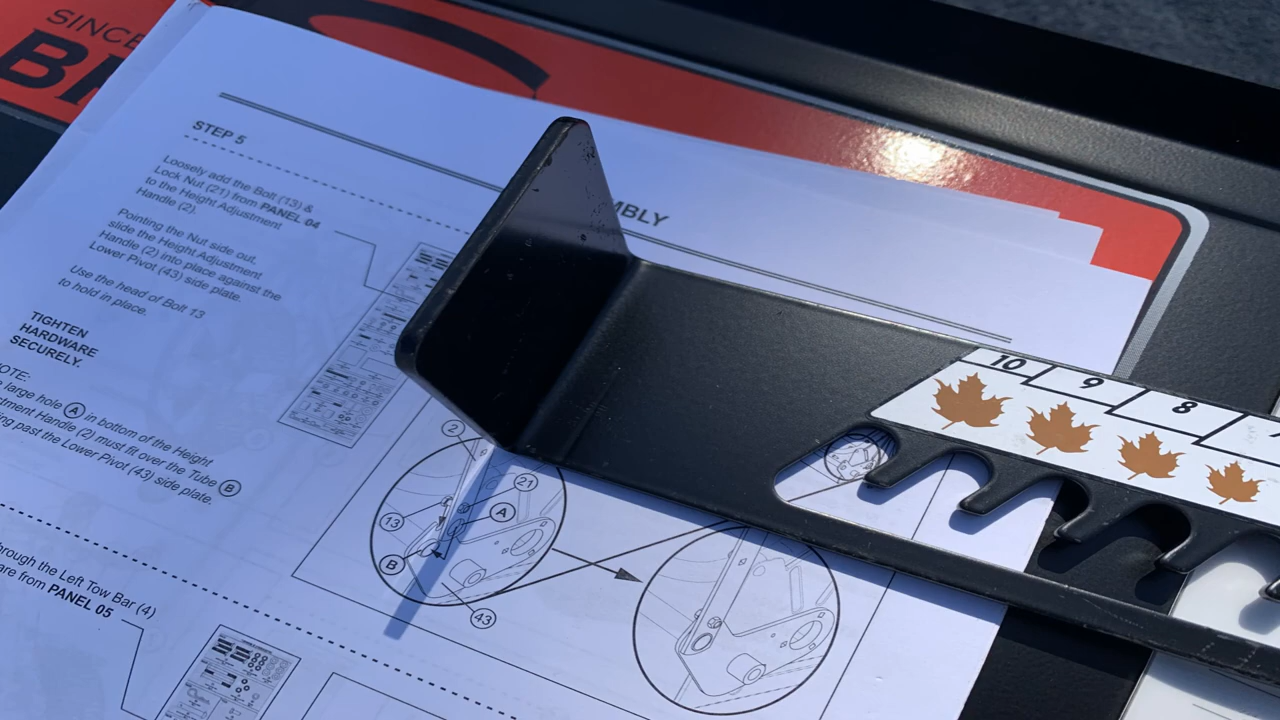 SINCE
STEP 5
MBLY
Loosely add the Bolt (13) &
Lock Nut (21) from PANEL 04
to the Height Adjustment
Handle (2).
Pointing the Nut side out,
slide the Height Adjustment
Handle (2) into place against the
Lower Pivot (43) side plate.
Use the head of Bolt 13
to hold in place.
TIGHTEN
HARDWARE
SECURELY.
OTE:
large hole A in bottom of the Height
tment Handle (2) must fit over the Tube B
ng past the Lower Pivot (43) side plate.
hrough the Left Tow Bar (4)
are from PANEL 05
2
21
A
13
B
43
10 9 8